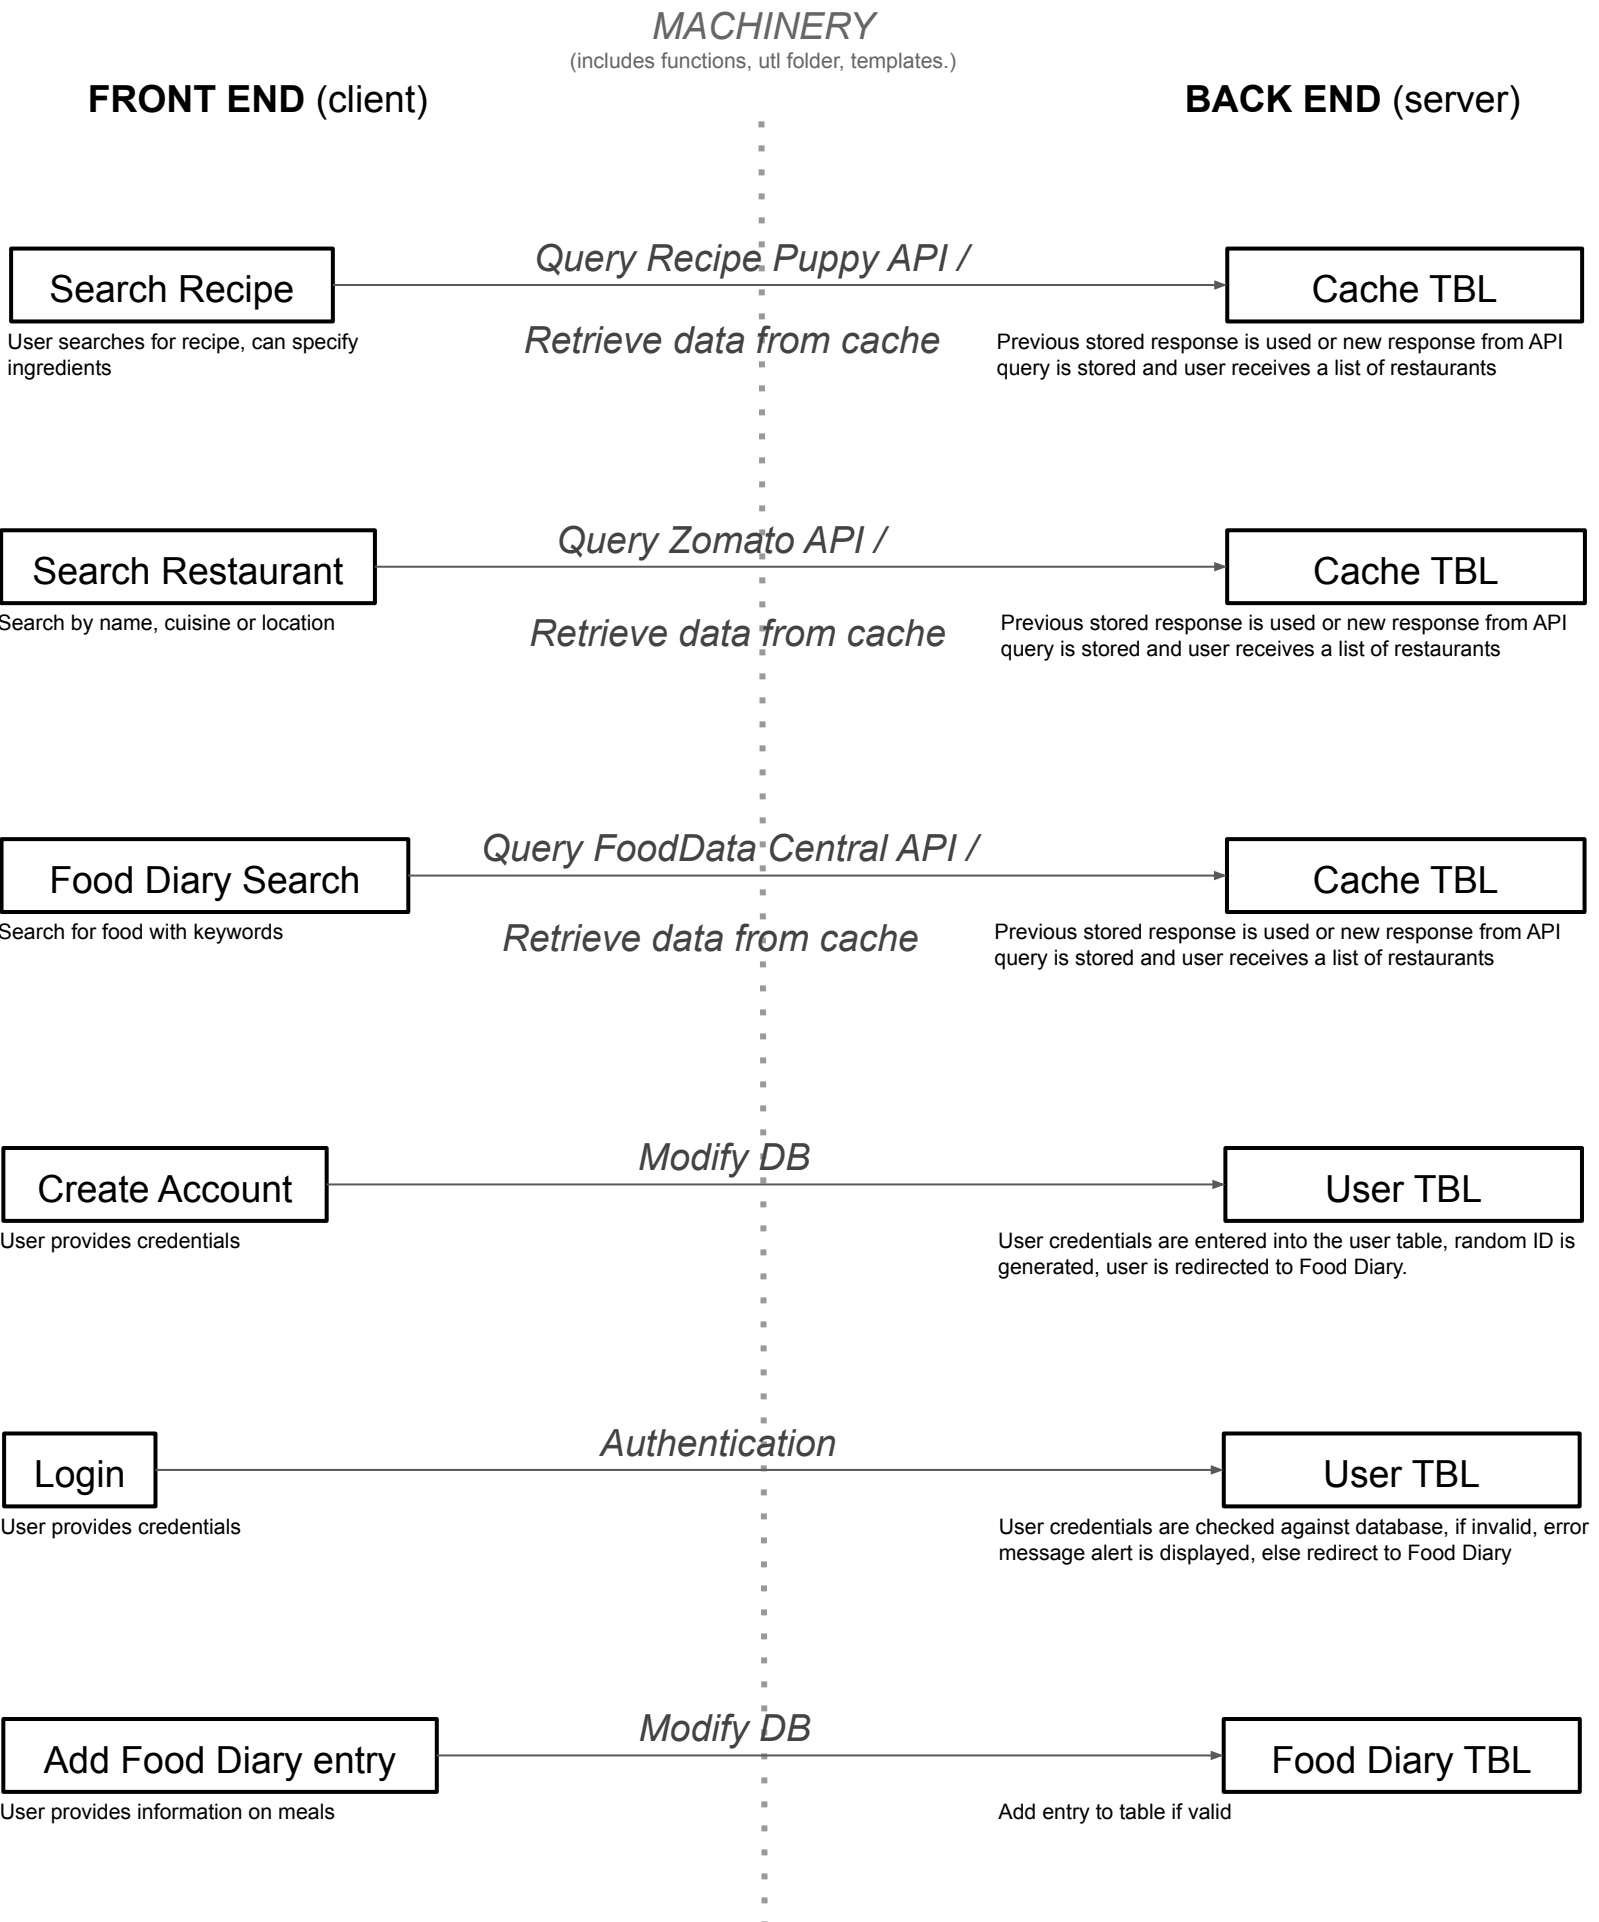 MACHINERY
(includes functions, utl folder, templates.)
FRONT END (client)
BACK END (server)
Search Recipe
Query Recipe Puppy API /
Cache TBL
User searches for recipe, can specify
ingredients
Retrieve data from cache
Previous stored response is used or new response from API
query is stored and user receives a list of restaurants
Search Restaurant
Query Zomato API /
Cache TBL
Search by name, cuisine or location
Retrieve data from cache
Previous stored response is used or new response from API
query is stored and user receives a list of restaurants
Food Diary Search
Query FoodData Central API /
Cache TBL
Search for food with keywords
Retrieve data from cache
Previous stored response is used or new response from API
query is stored and user receives a list of restaurants
Create Account
Modify DB
User TBL
User provides credentials
User credentials are entered into the user table, random ID is
generated, user is redirected to Food Diary.
Login
Authentication
User TBL
User provides credentials
User credentials are checked against database, if invalid, error
message alert is displayed, else redirect to Food Diary
Add Food Diary entry
Modify DB
Food Diary TBL
User provides information on meals
Add entry to table if valid